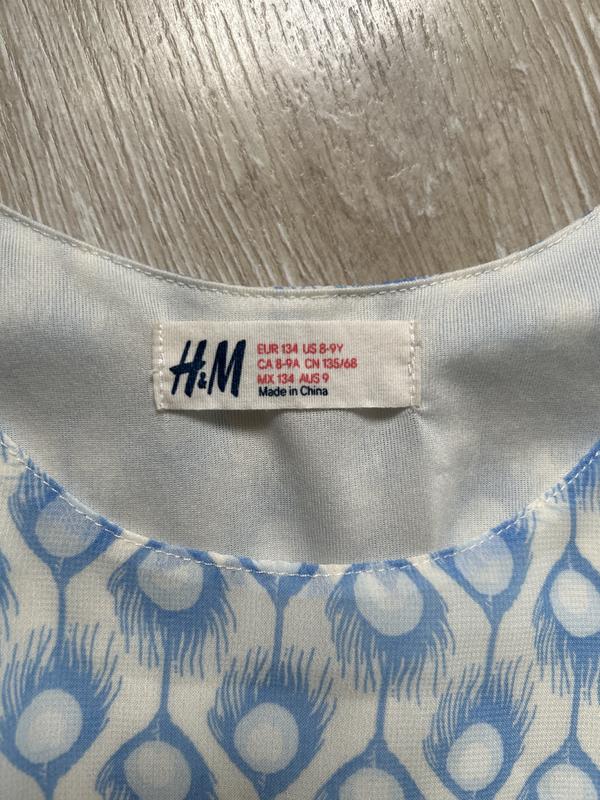 H&M
EUR 134 US 8-9Y
CA 8-9A CN 135/68
MX 134 AUS 9
Made in China